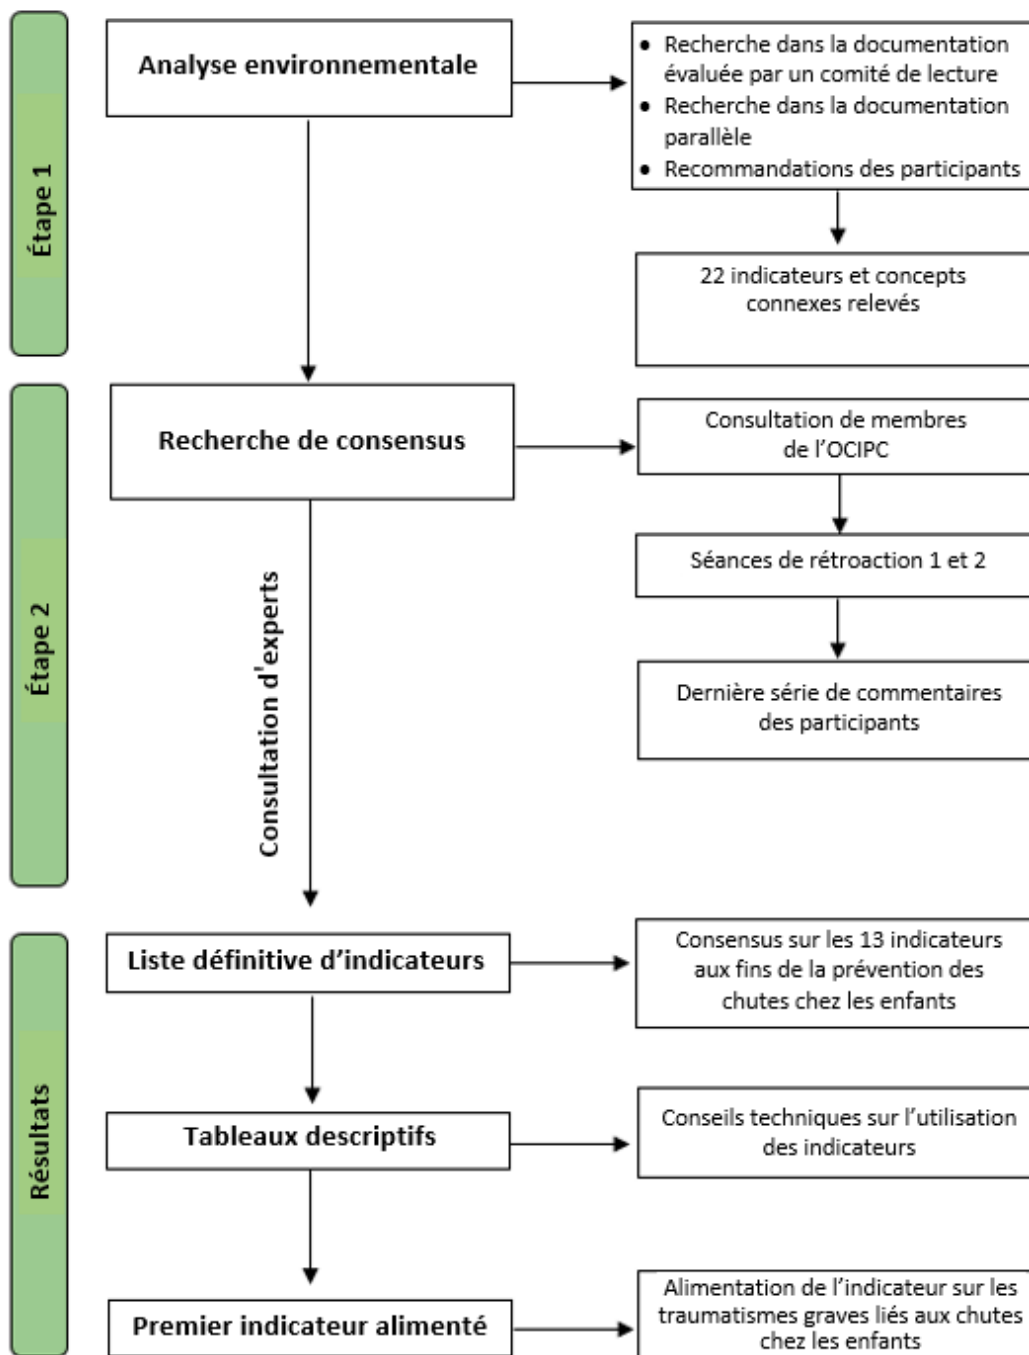 Étape 1
Analyse environnementale
• Recherche dans la documentation
évaluée par un comité de lecture
• Recherche dans la documentation
parallèle
• Recommandations des participants
22 indicateurs et concepts
connexes relevés
Étape 2
Recherche de consensus
Consultation de membres
de l’OCIPC
Séances de rétroaction 1 et 2
Dernière série de commentaires
des participants
Consultation d'experts
Résultats
Liste définitive d’indicateurs
Consensus sur les 13 indicateurs
aux fins de la prévention des
chutes chez les enfants
Tableaux descriptifs
Conseils techniques sur l’utilisation
des indicateurs
Premier indicateur alimenté
Alimentation de l’indicateur sur les
traumatismes graves liés aux chutes
chez les enfants